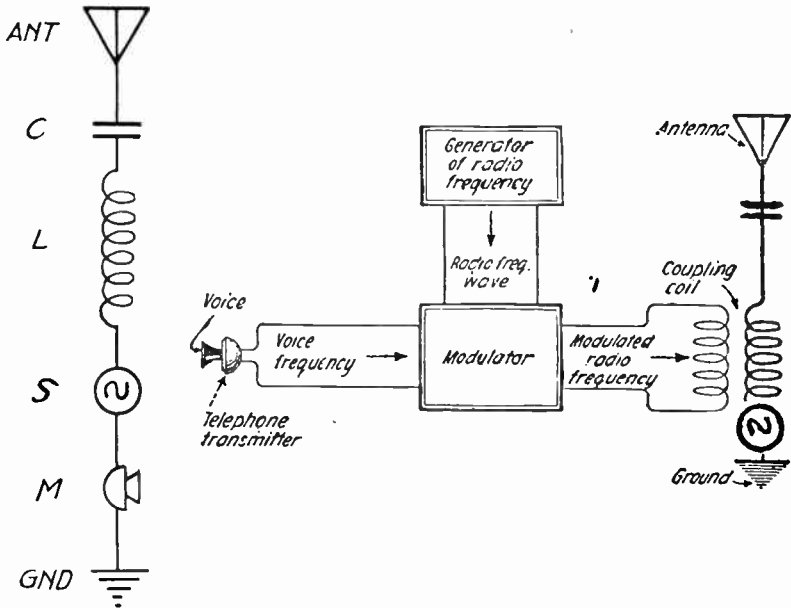 ANT
C
L
S
M
GND
Generator
of radio
frequency
Radio freq.
wave
Voice
Voice
frequency
Telephone
transmitter
Modulator
Modulated
radio
frequency
Coupling
coil
Antenna
Ground